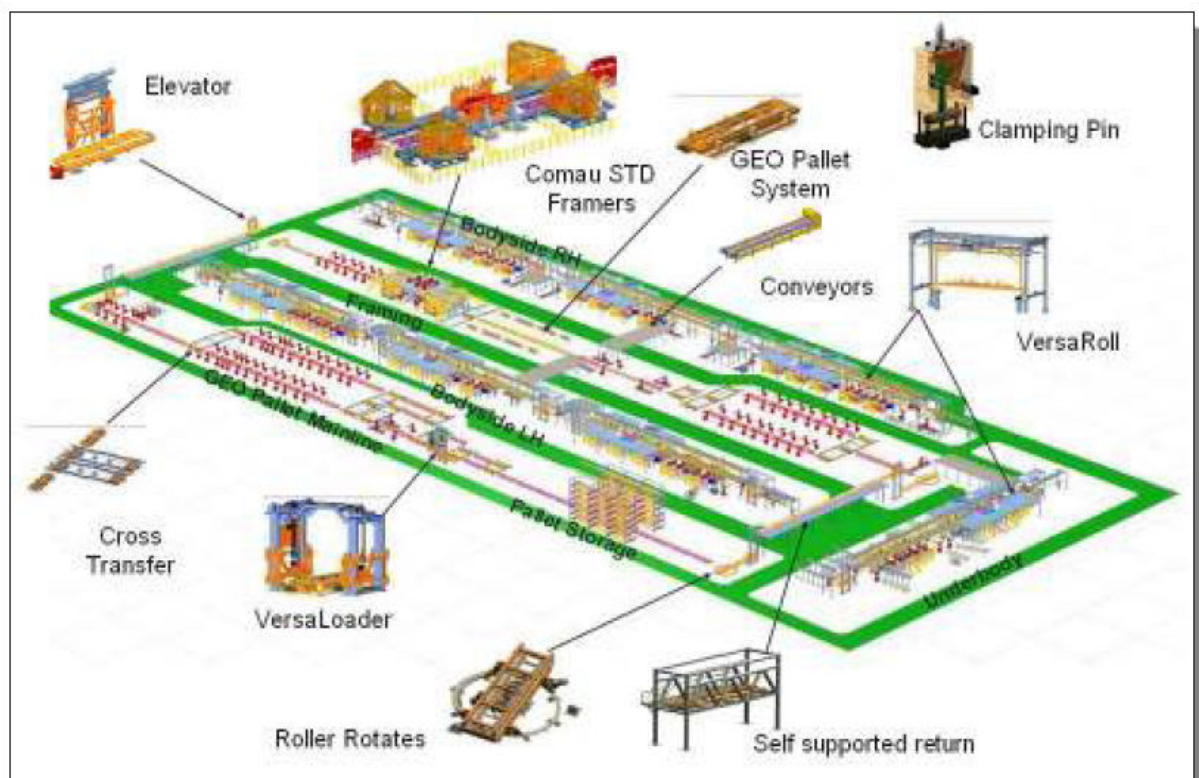 Elevator
Comau STD
Framers
GEO Pallet
System
Clamping Pin
Bodyside RH
Conveyors
VersaRoll
Framing
GEO Pallet Mainline
Bodyside LH
Cross
Transfer
Pallet Storage
VersaLoader
Underbody
Roller Rotates
Self supported return